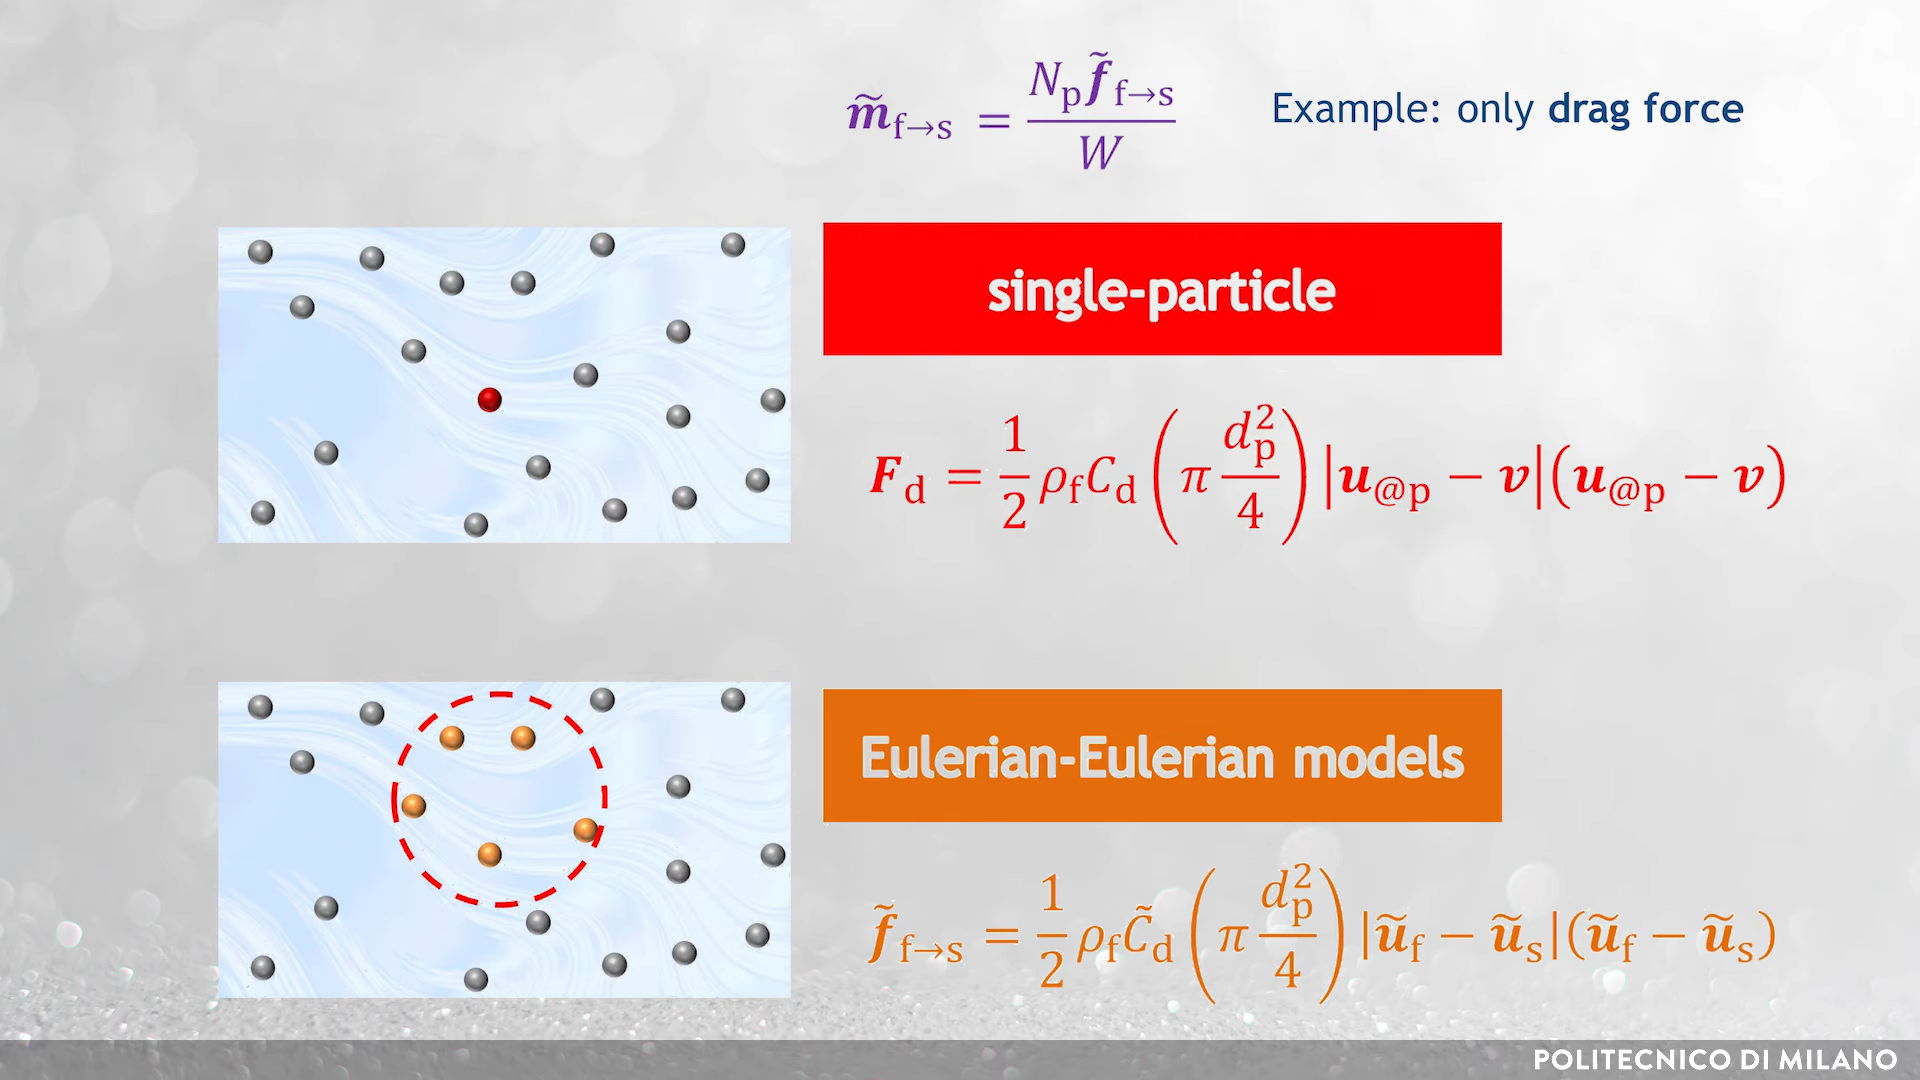 m̃f→s = Npf̃f→s / W
Example: only drag force
single-particle
Fd = 1/2 ρfCd (π dp²/4) |u@p − v|(u@p − v)
Eulerian-Eulerian models
f̃f→s = 1/2 ρfC̃d (π dp²/4) |ũf − ũs|(ũf − ũs)
POLITECNICO DI MILANO